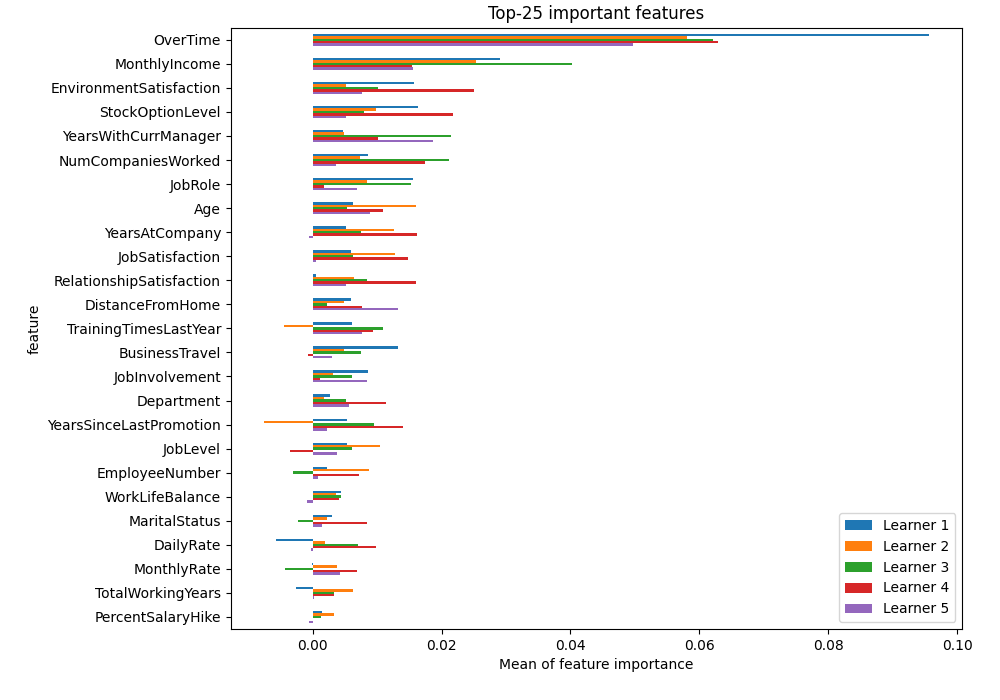 Top-25 important features
OverTime
MonthlyIncome
EnvironmentSatisfaction
StockOptionLevel
YearsWithCurrManager
NumCompaniesWorked
JobRole
Age
YearsAtCompany
JobSatisfaction
RelationshipSatisfaction
DistanceFromHome
TrainingTimesLastYear
BusinessTravel
JobInvolvement
Department
YearsSinceLastPromotion
JobLevel
EmployeeNumber
WorkLifeBalance
MaritalStatus
DailyRate
MonthlyRate
TotalWorkingYears
PercentSalaryHike
feature
Learner 1
Learner 2
Learner 3
Learner 4
Learner 5
0.00 0.02 0.04 0.06 0.08 0.10
Mean of feature importance